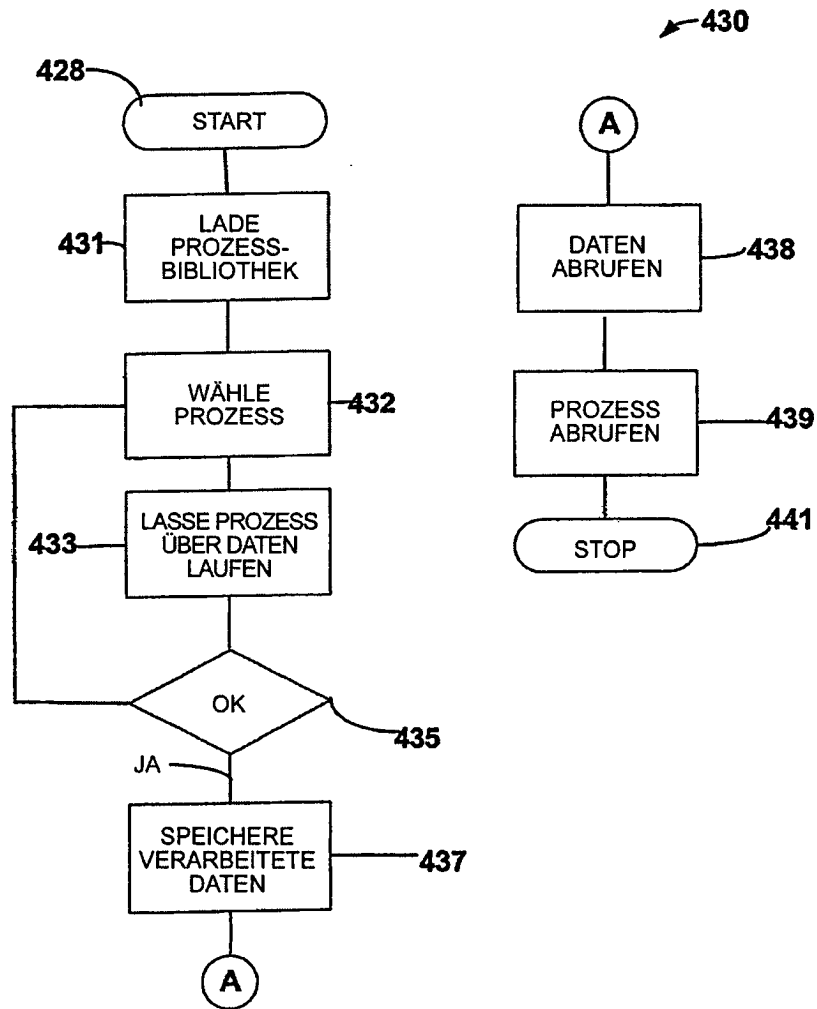 430
428
START
431
LADE
PROZESS-
BIBLIOTHEK
WÄHLE
PROZESS
432
433
LASSE PROZESS
ÜBER DATEN
LAUFEN
OK
435
JA
SPEICHERE
VERARBEITETE
DATEN
437
A
A
DATEN
ABRUFEN
438
PROZESS
ABRUFEN
439
STOP
441